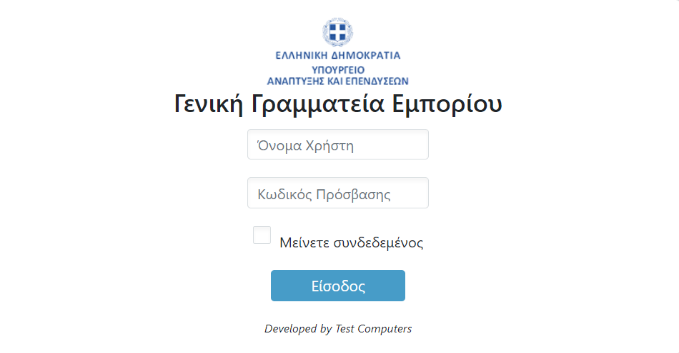 ΕΛΛΗΝΙΚΗ ΔΗΜΟΚΡΑΤΙΑ
ΥΠΟΥΡΓΕΙΟ
ΑΝΑΠΤΥΞΗΣ ΚΑΙ ΕΠΕΝΔΥΣΕΩΝ
Γενική Γραμματεία Εμπορίου
Όνομα Χρήστη
Κωδικός Πρόσβασης
Μείνετε συνδεδεμένος
Είσοδος
Developed by Test Computers